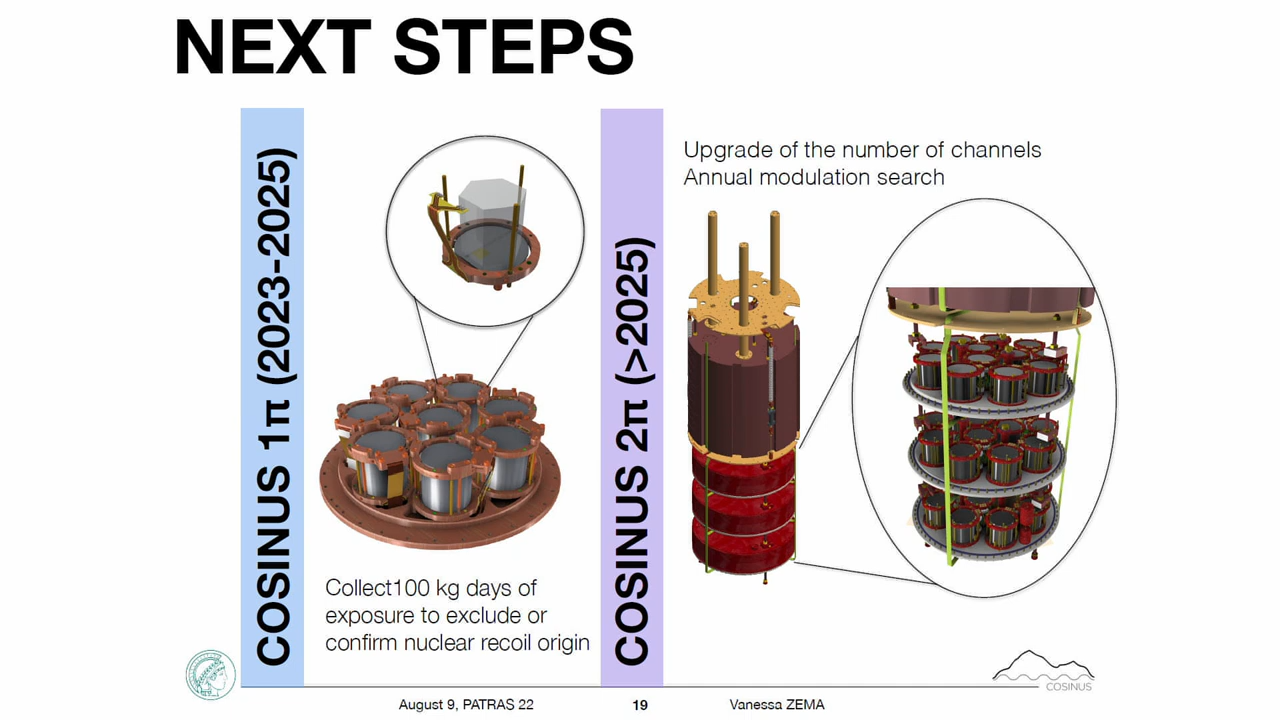 NEXT STEPS
COSINUS 1π (2023-2025)
Collect100 kg days of
exposure to exclude or
confirm nuclear recoil origin
COSINUS 2π (>2025)
Upgrade of the number of channels
Annual modulation search
COSINUS
August 9, PATRAS 22
19
Vanessa ZEMA